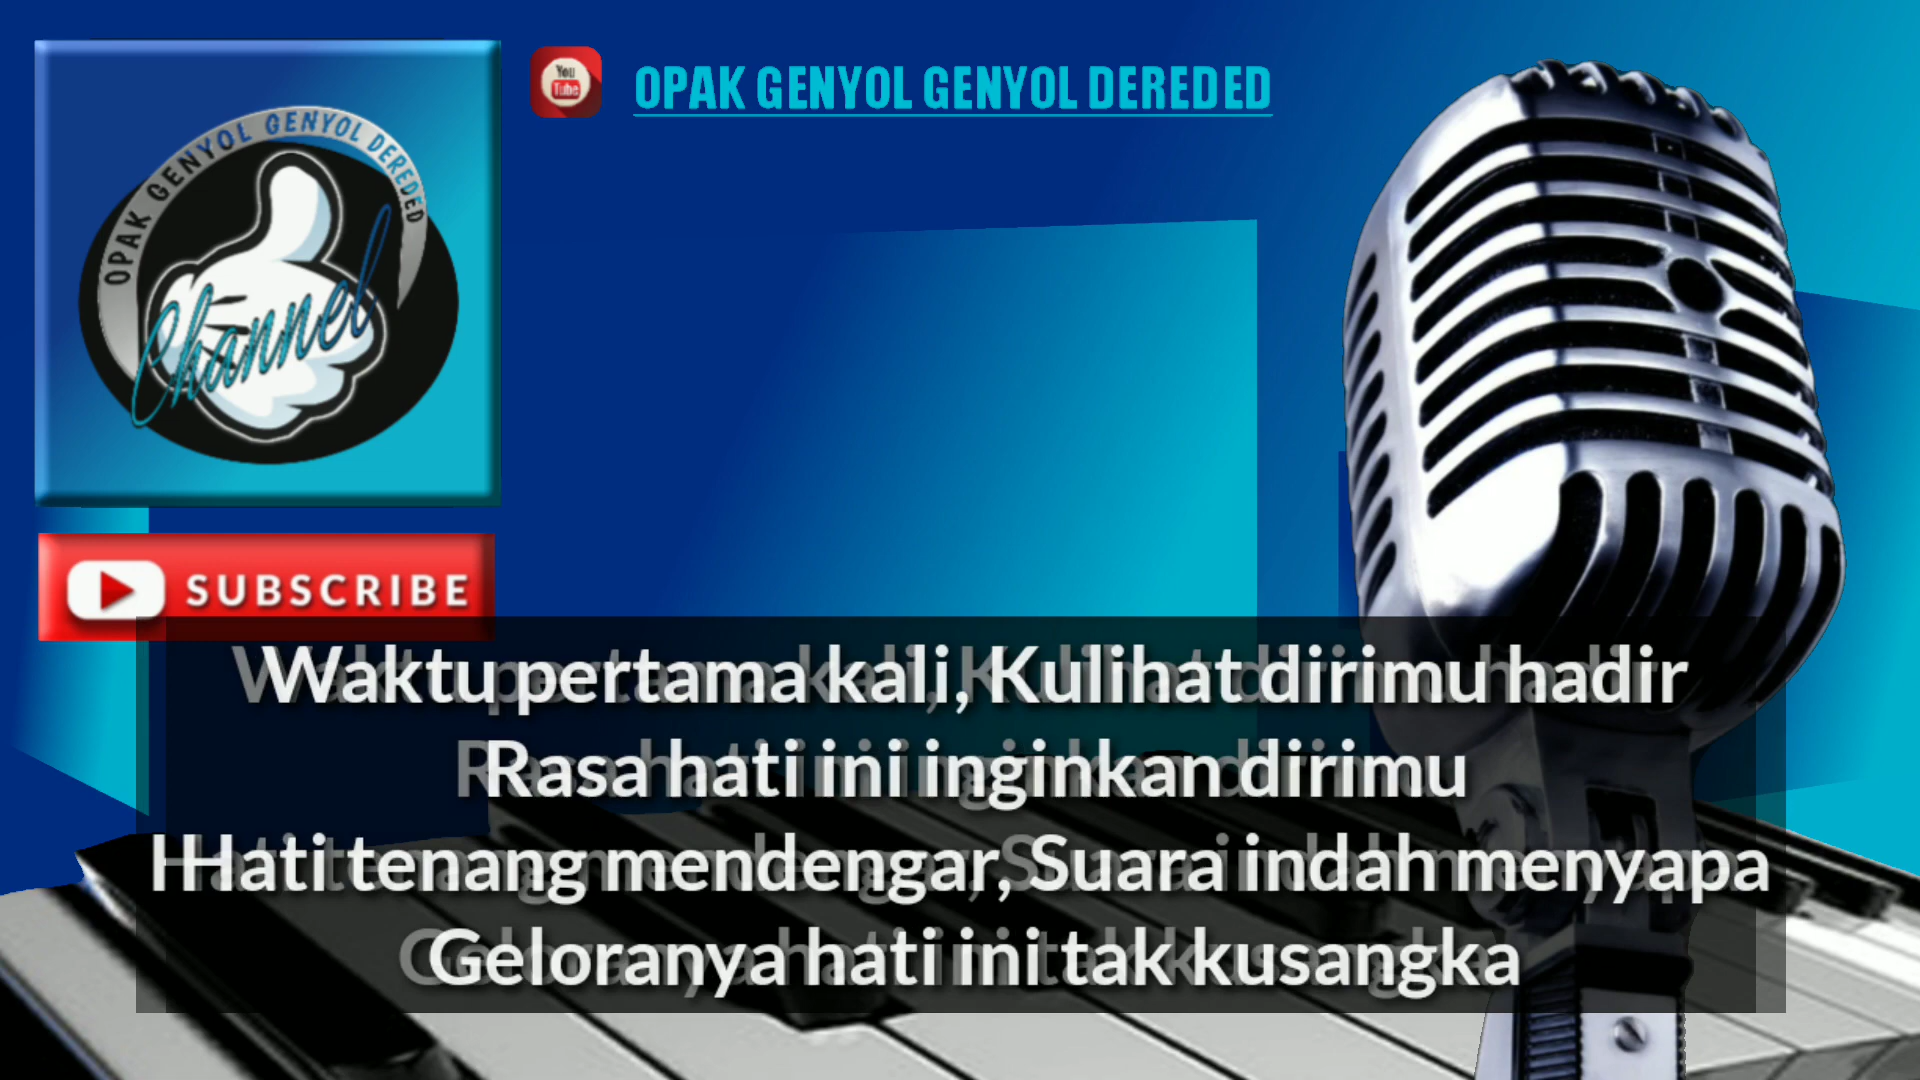 OPAK GENYOL GENYOL DEREDED
Channel
You
Tube
OPAK GENYOL GENYOL DEREDED
SUBSCRIBE
Waktu pertama kali, Kulihat dirimu hadir
Rasa hati ini inginkan dirimu
Hati tenang mendengar, Suara indah menyapa
Geloranya hati ini tak kusangka